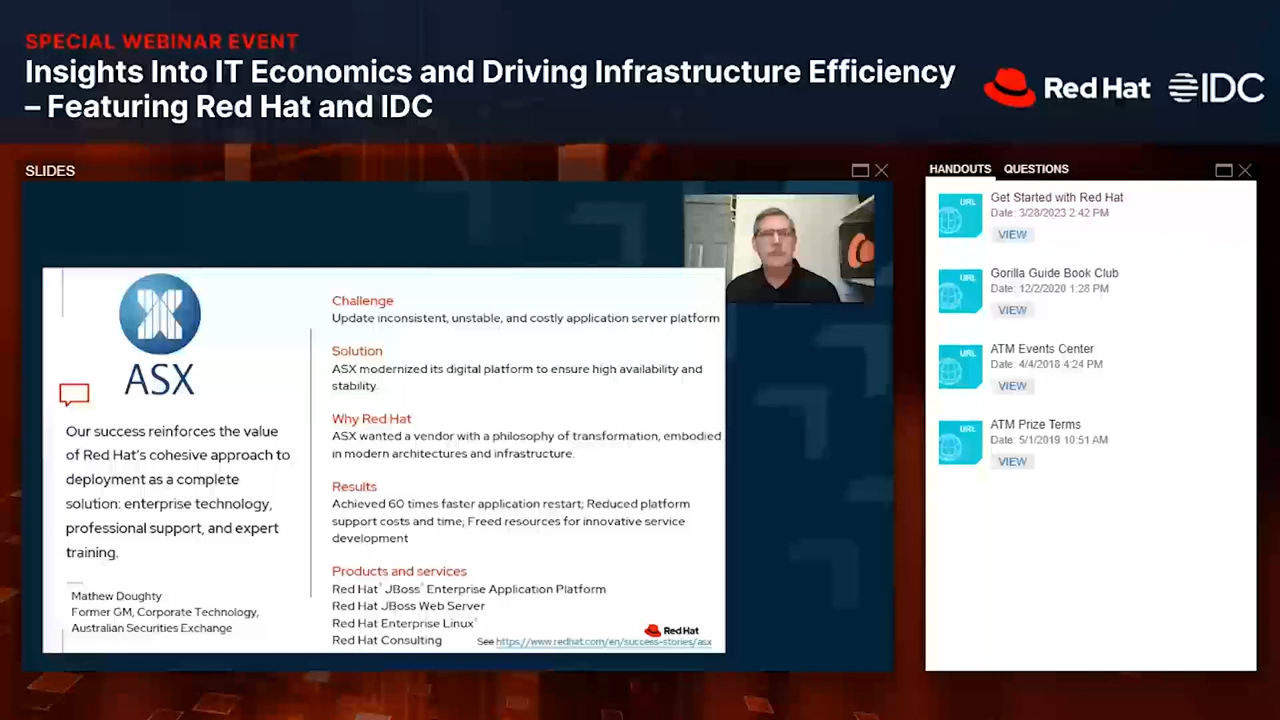 SPECIAL WEBINAR EVENT
Insights Into IT Economics and Driving Infrastructure Efficiency
– Featuring Red Hat and IDC
Red Hat
IDC
SLIDES
ASX
Our success reinforces the value
of Red Hat's cohesive approach to
deployment as a complete
solution: enterprise technology,
professional support, and expert
training.
Mathew Doughty
Former GM, Corporate Technology,
Australian Securities Exchange
Challenge
Update inconsistent, unstable, and costly application server platform
Solution
ASX modernized its digital platform to ensure high availability and
stability.
Why Red Hat
ASX wanted a vendor with a philosophy of transformation, embodied
in modern architectures and infrastructure.
Results
Achieved 60 times faster application restart; Reduced platform
support costs and time; Freed resources for innovative service
development
Products and services
Red Hat® JBoss® Enterprise Application Platform
Red Hat JBoss Web Server
Red Hat Enterprise Linux®
Red Hat Consulting
Red Hat
See https://www.redhat.com/en/success-stories/asx
HANDOUTS QUESTIONS
URL
Get Started with Red Hat
Date: 3/28/2023 2:42 PM
VIEW
URL
Gorilla Guide Book Club
Date: 12/2/2020 1:28 PM
VIEW
URL
ATM Events Center
Date: 4/4/2018 4:24 PM
VIEW
URL
ATM Prize Terms
Date: 5/1/2019 10:51 AM
VIEW